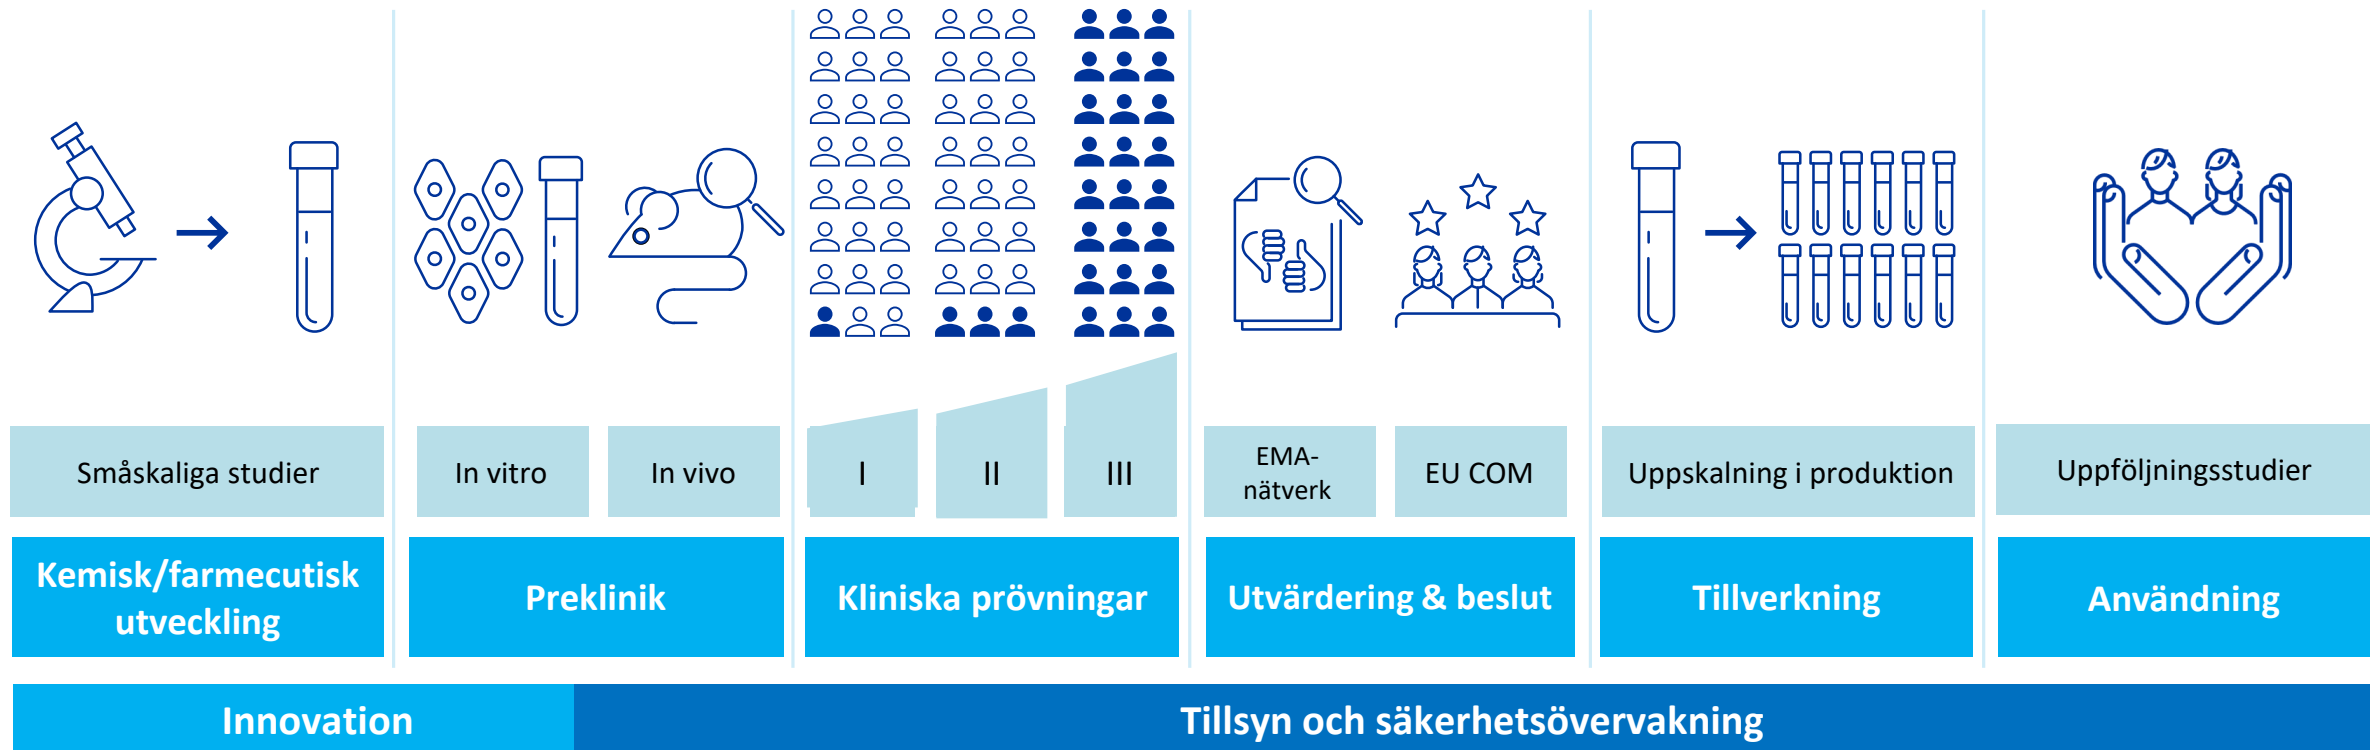 Småskaliga studier
In vitro
In vivo
I
II
III
EMA-
nätverk
EU COM
Uppskalning i produktion
Uppföljningsstudier
Kemisk/farmecutisk
utveckling
Preklinik
Kliniska prövningar
Utvärdering & beslut
Tillverkning
Användning
Innovation
Tillsyn och säkerhetsövervakning